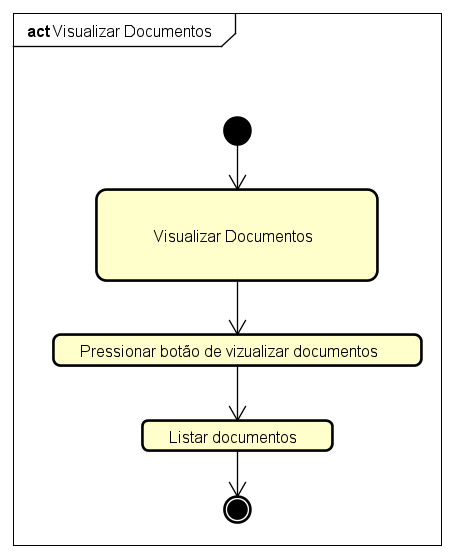 act Visualizar Documentos
Visualizar Documentos
Pressionar botão de vizualizar documentos
Listar documentos